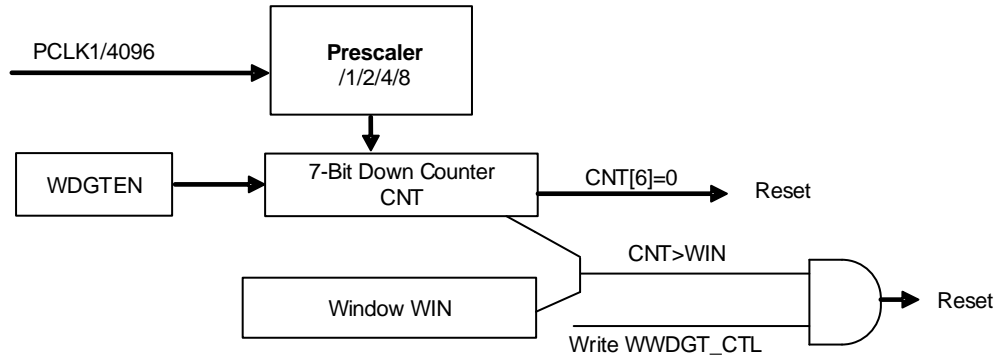 PCLK1/4096
Prescaler
/1/2/4/8
WDGTEN
7-Bit Down Counter
CNT
CNT[6]=0
Reset
CNT>WIN
Window WIN
Reset
Write WWDGT_CTL